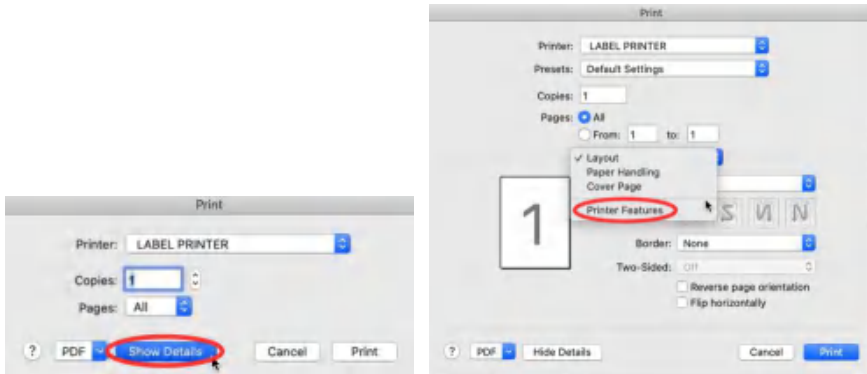 Print
Printer: LABEL PRINTER
Copies: 1
Pages: All
? PDF Show Details Cancel Print
Print
Printer: LABEL PRINTER
Presets: Default Settings
Copies: 1
Pages: All
From: 1 to: 1
✓ Layout
Paper Handling
Cover Page
Printer Features
1
Border: None
Two-Sided: Off
Reverse page orientation
Flip horizontally
? PDF Hide Details Cancel Print